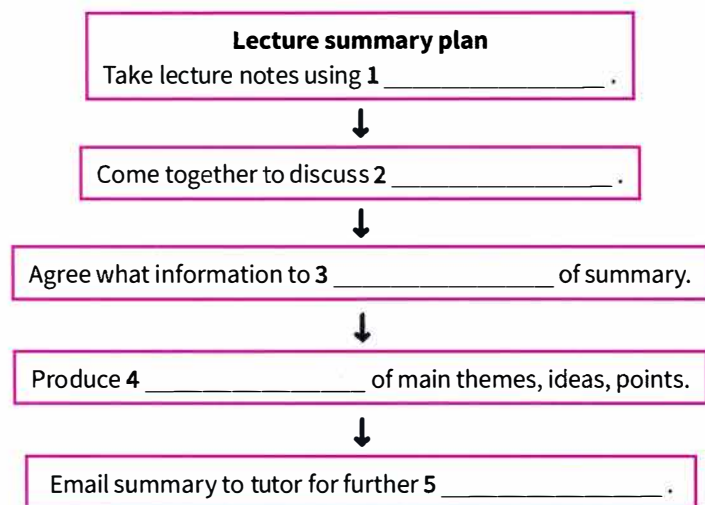 Lecture summary plan
Take lecture notes using 1 ________________ .
Come together to discuss 2 ________________ .
Agree what information to 3 ________________ of summary.
Produce 4 ________________ of main themes, ideas, points.
Email summary to tutor for further 5 __________________ .